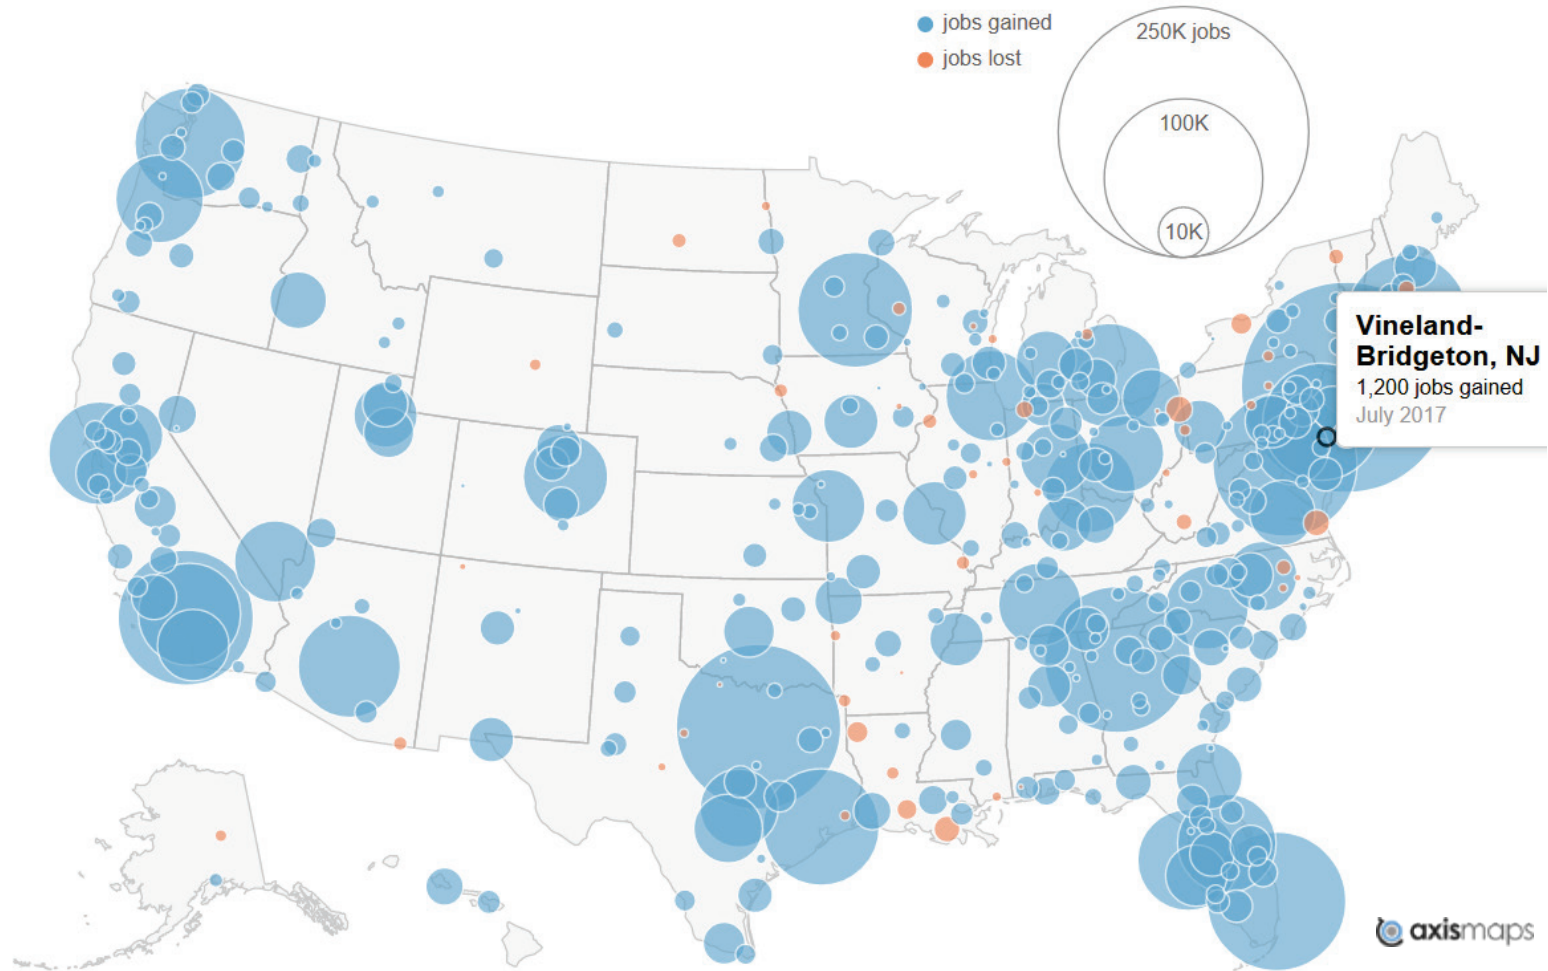 jobs gained
jobs lost
250K jobs
100K
10K
Vineland-
Bridgeton, NJ
1,200 jobs gained
July 2017
axismaps